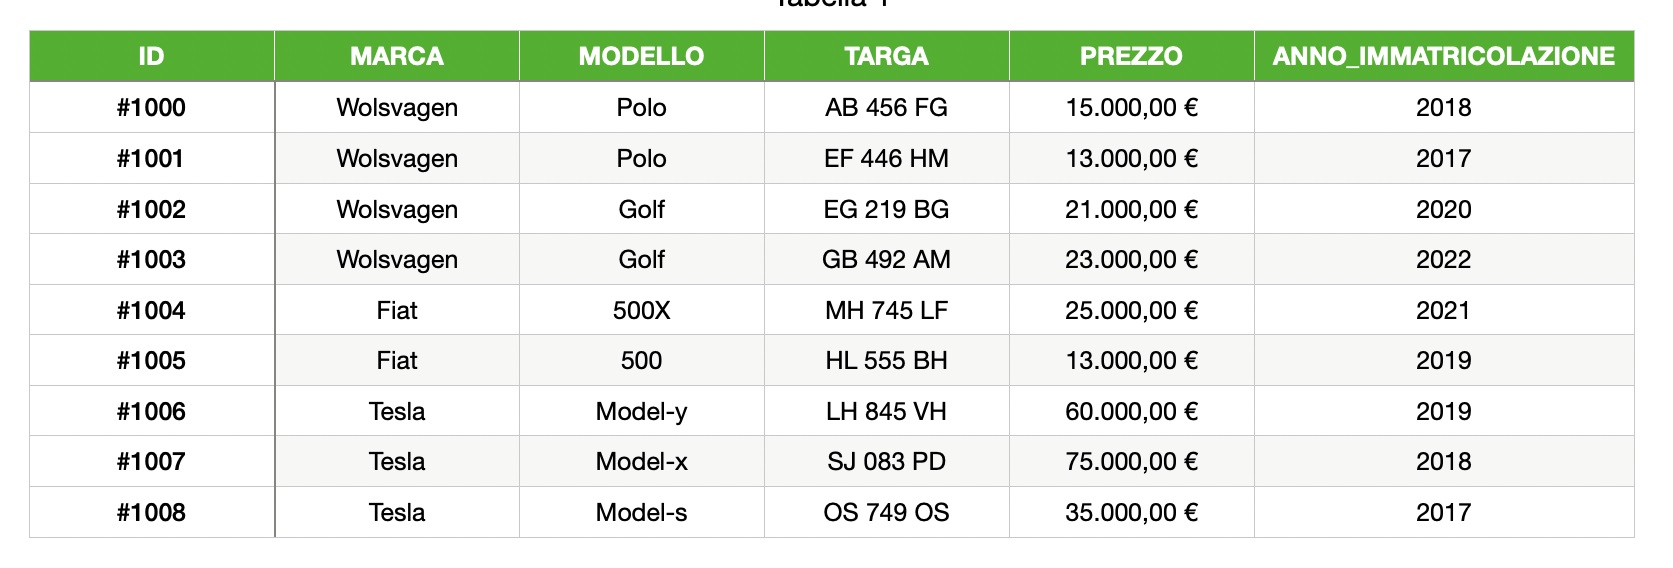 Tabella 1
ID MARCA MODELLO TARGA PREZZO ANNO_IMMATRICOLAZIONE
#1000 Wolsvagen Polo AB 456 FG 15.000,00 € 2018
#1001 Wolsvagen Polo EF 446 HM 13.000,00 € 2017
#1002 Wolsvagen Golf EG 219 BG 21.000,00 € 2020
#1003 Wolsvagen Golf GB 492 AM 23.000,00 € 2022
#1004 Fiat 500X MH 745 LF 25.000,00 € 2021
#1005 Fiat 500 HL 555 BH 13.000,00 € 2019
#1006 Tesla Model-y LH 845 VH 60.000,00 € 2019
#1007 Tesla Model-x SJ 083 PD 75.000,00 € 2018
#1008 Tesla Model-s OS 749 OS 35.000,00 € 2017